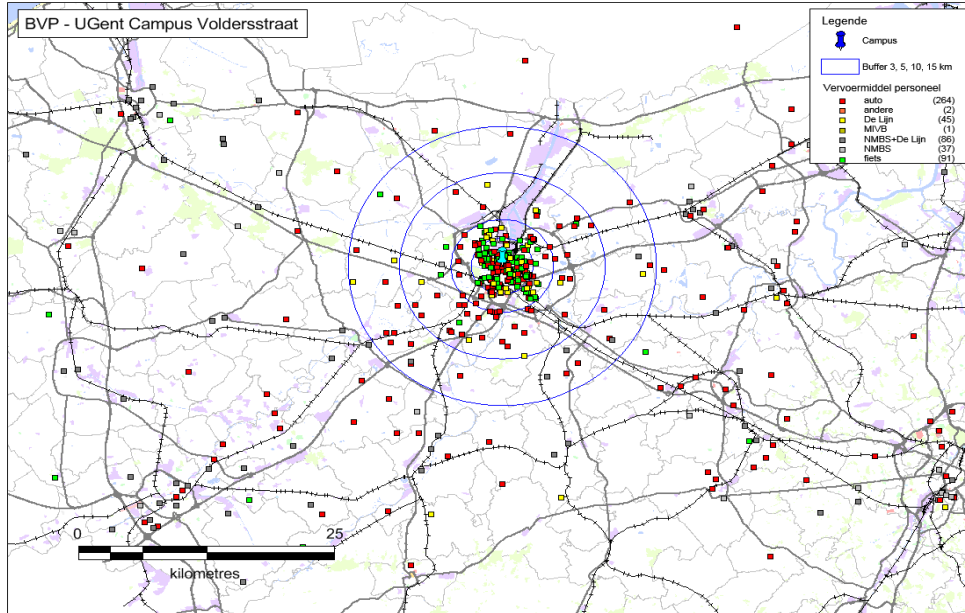 BVP - UGent Campus Voldersstraat
Legende
Campus
Buffer 3, 5, 10, 15 km
Vervoermiddel personeel
auto (264)
andere (2)
De Lijn (45)
MIVB (1)
NMBS+De Lijn (86)
NMBS (37)
fiets (91)
0 25
kilometres